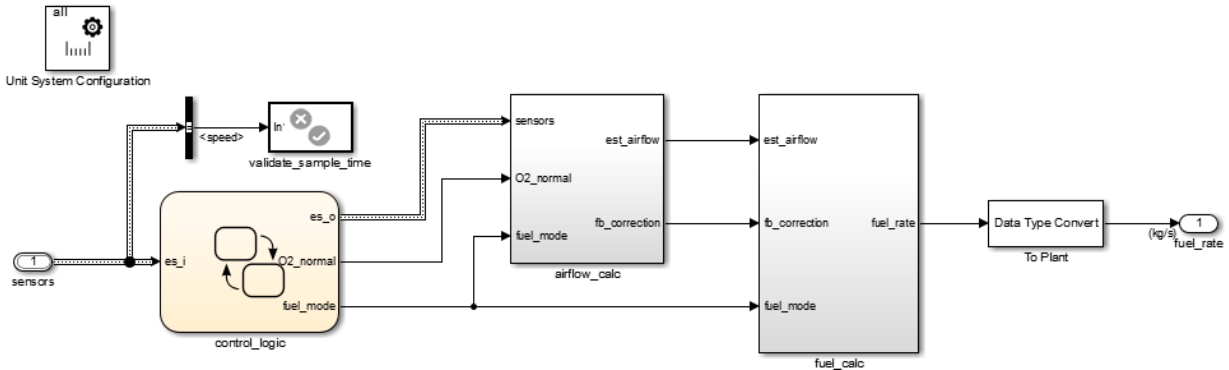 all
Unit System Configuration
<speed>
In
validate_sample_time
1
sensors
es_i
es_o
O2_normal
fuel_mode
control_logic
sensors
O2_normal
fuel_mode
est_airflow
fb_correction
airflow_calc
est_airflow
fb_correction
fuel_mode
fuel_rate
fuel_calc
Data Type Convert
To Plant
(kg/s)
1
fuel_rate